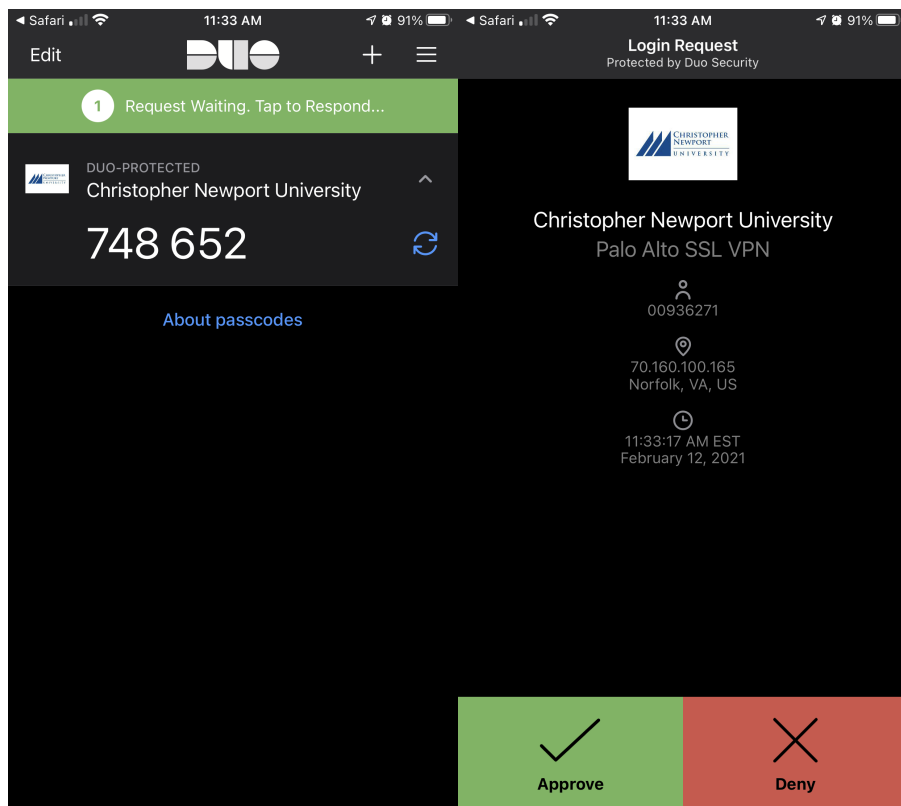 Safari
11:33 AM
91%
Edit
DUO
1 Request Waiting. Tap to Respond...
DUO-PROTECTED
Christopher Newport University
748 652
About passcodes
Safari
11:33 AM
91%
Login Request
Protected by Duo Security
CHRISTOPHER
NEWPORT
UNIVERSITY
Christopher Newport University
Palo Alto SSL VPN
00936271
70.160.100.165
Norfolk, VA, US
11:33:17 AM EST
February 12, 2021
Approve
Deny